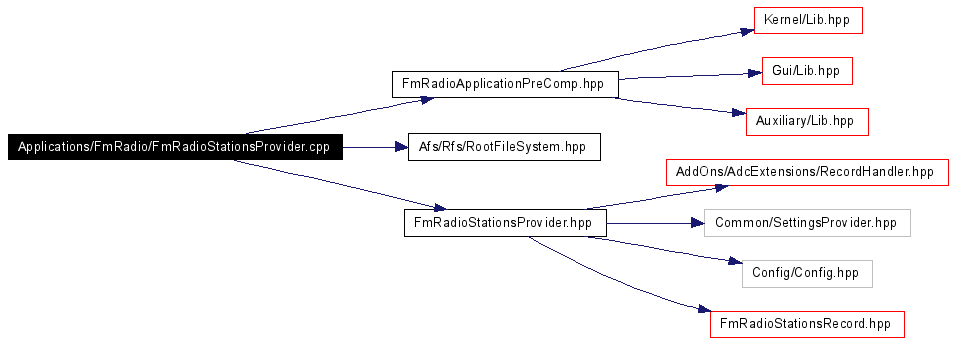 Kernel/Lib.hpp
Gui/Lib.hpp
FmRadioApplicationPreComp.hpp
Auxiliary/Lib.hpp
Applications/FmRadio/FmRadioStationsProvider.cpp
Afs/Rfs/RootFileSystem.hpp
AddOns/AdcExtensions/RecordHandler.hpp
FmRadioStationsProvider.hpp
Common/SettingsProvider.hpp
Config/Config.hpp
FmRadioStationsRecord.hpp